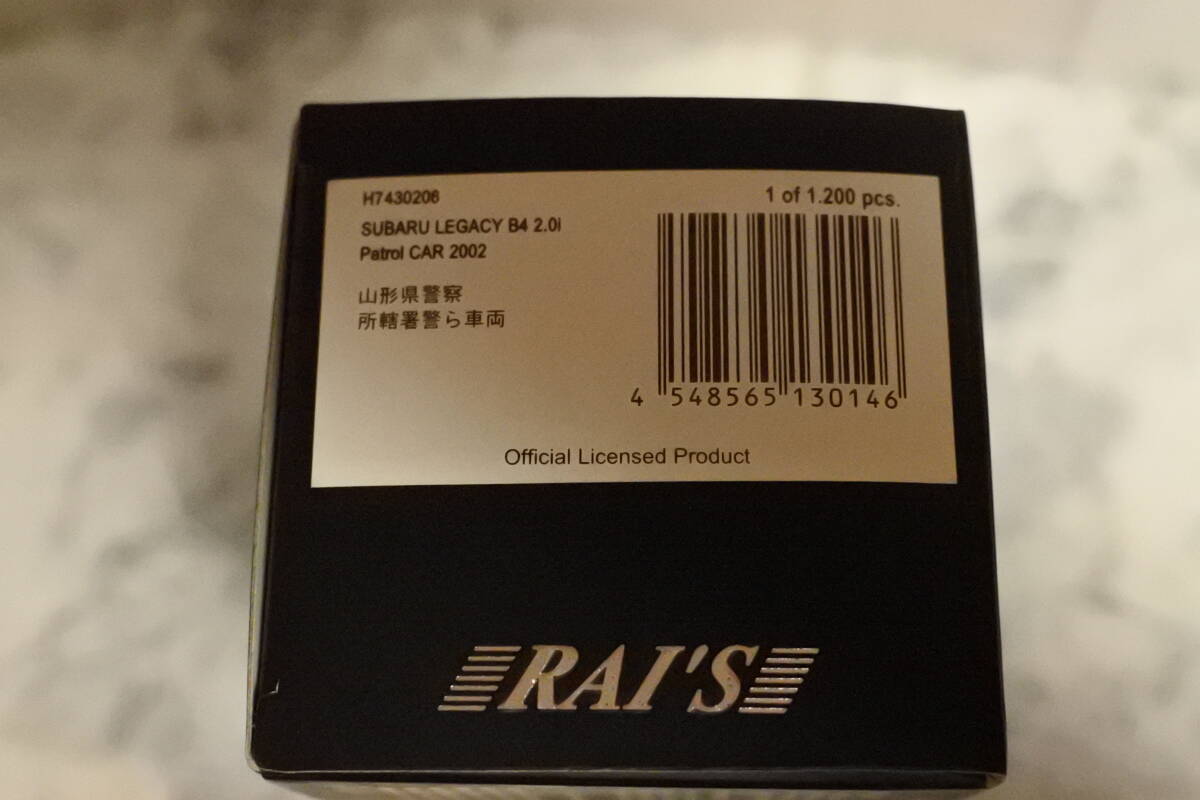 H7430206
1 of 1.200 pcs.
SUBARU LEGACY B4 2.0i
Patrol CAR 2002
山形県警察
所轄署警ら車両
4 548565 130146
Official Licensed Product
RAI'S